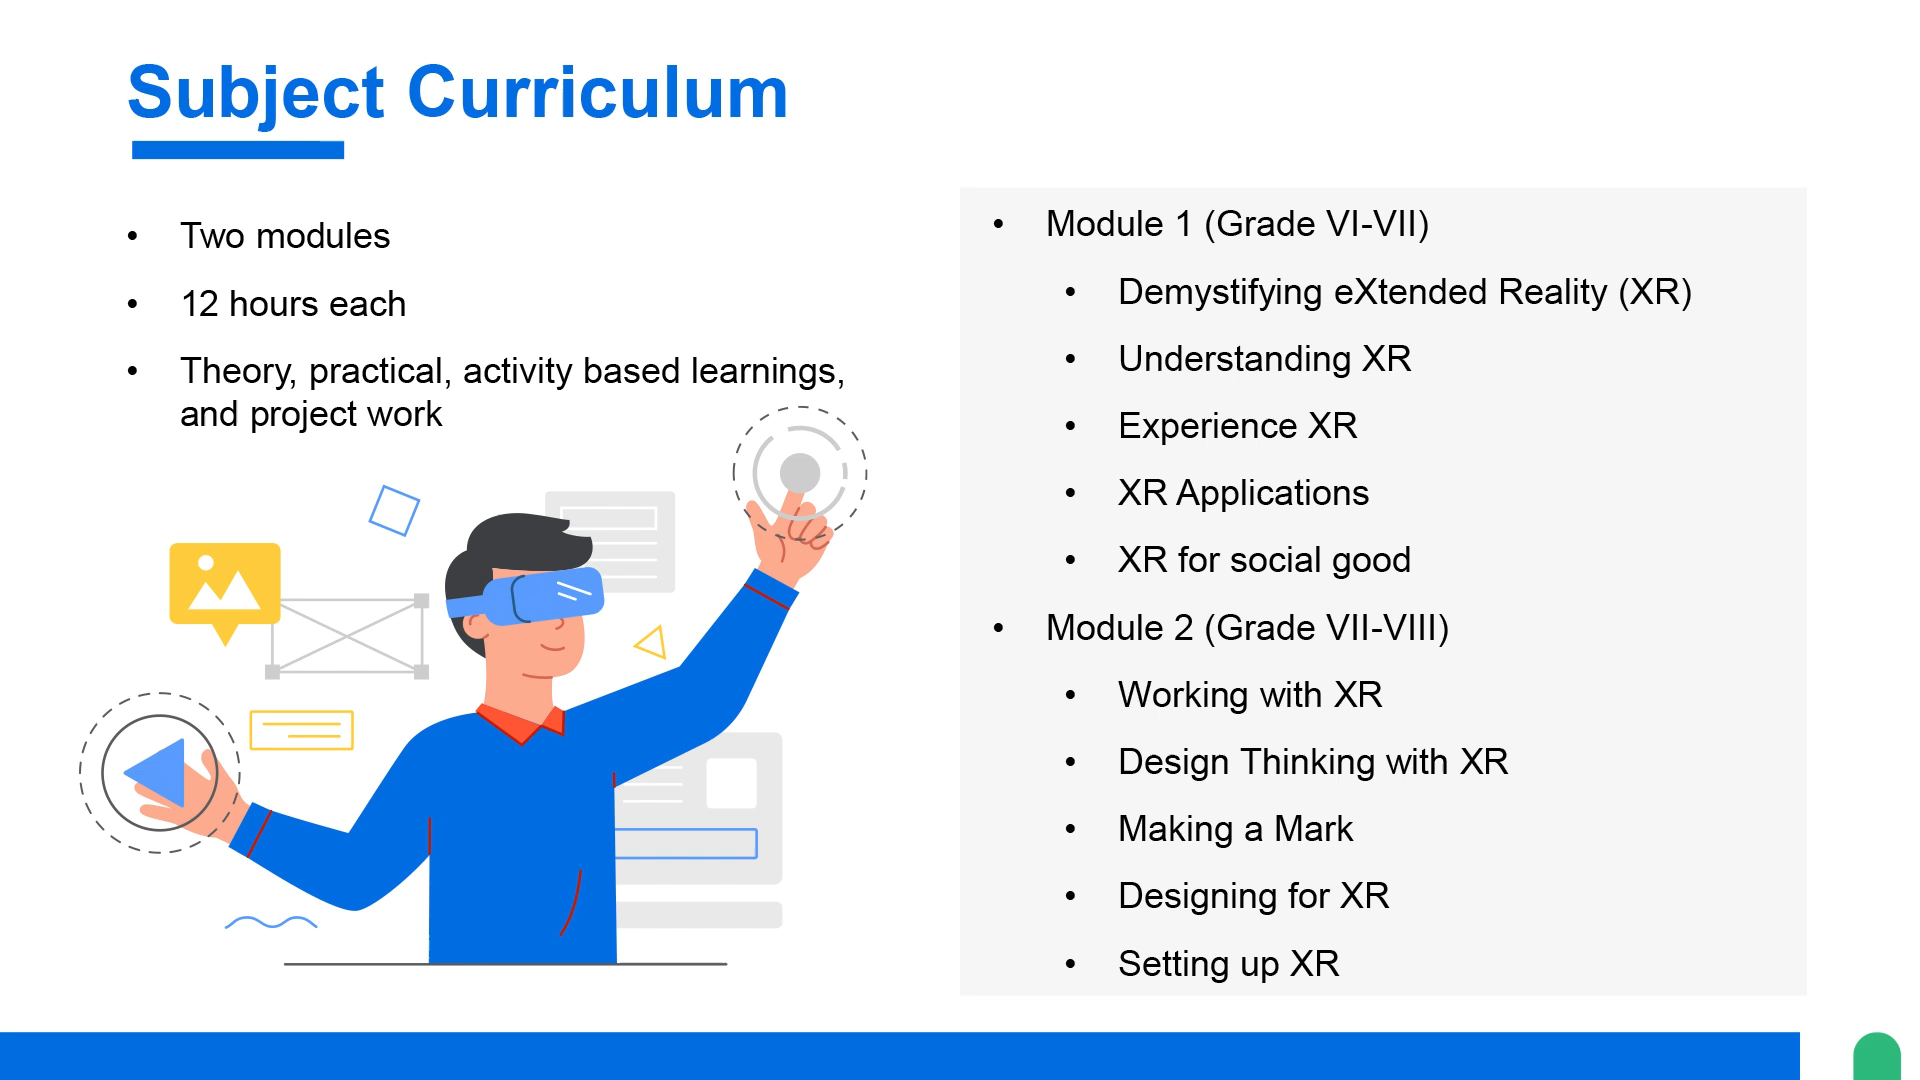 Subject Curriculum
• Two modules
• 12 hours each
• Theory, practical, activity based learnings,
and project work
• Module 1 (Grade VI-VII)
• Demystifying eXtended Reality (XR)
• Understanding XR
• Experience XR
• XR Applications
• XR for social good
• Module 2 (Grade VII-VIII)
• Working with XR
• Design Thinking with XR
• Making a Mark
• Designing for XR
• Setting up XR